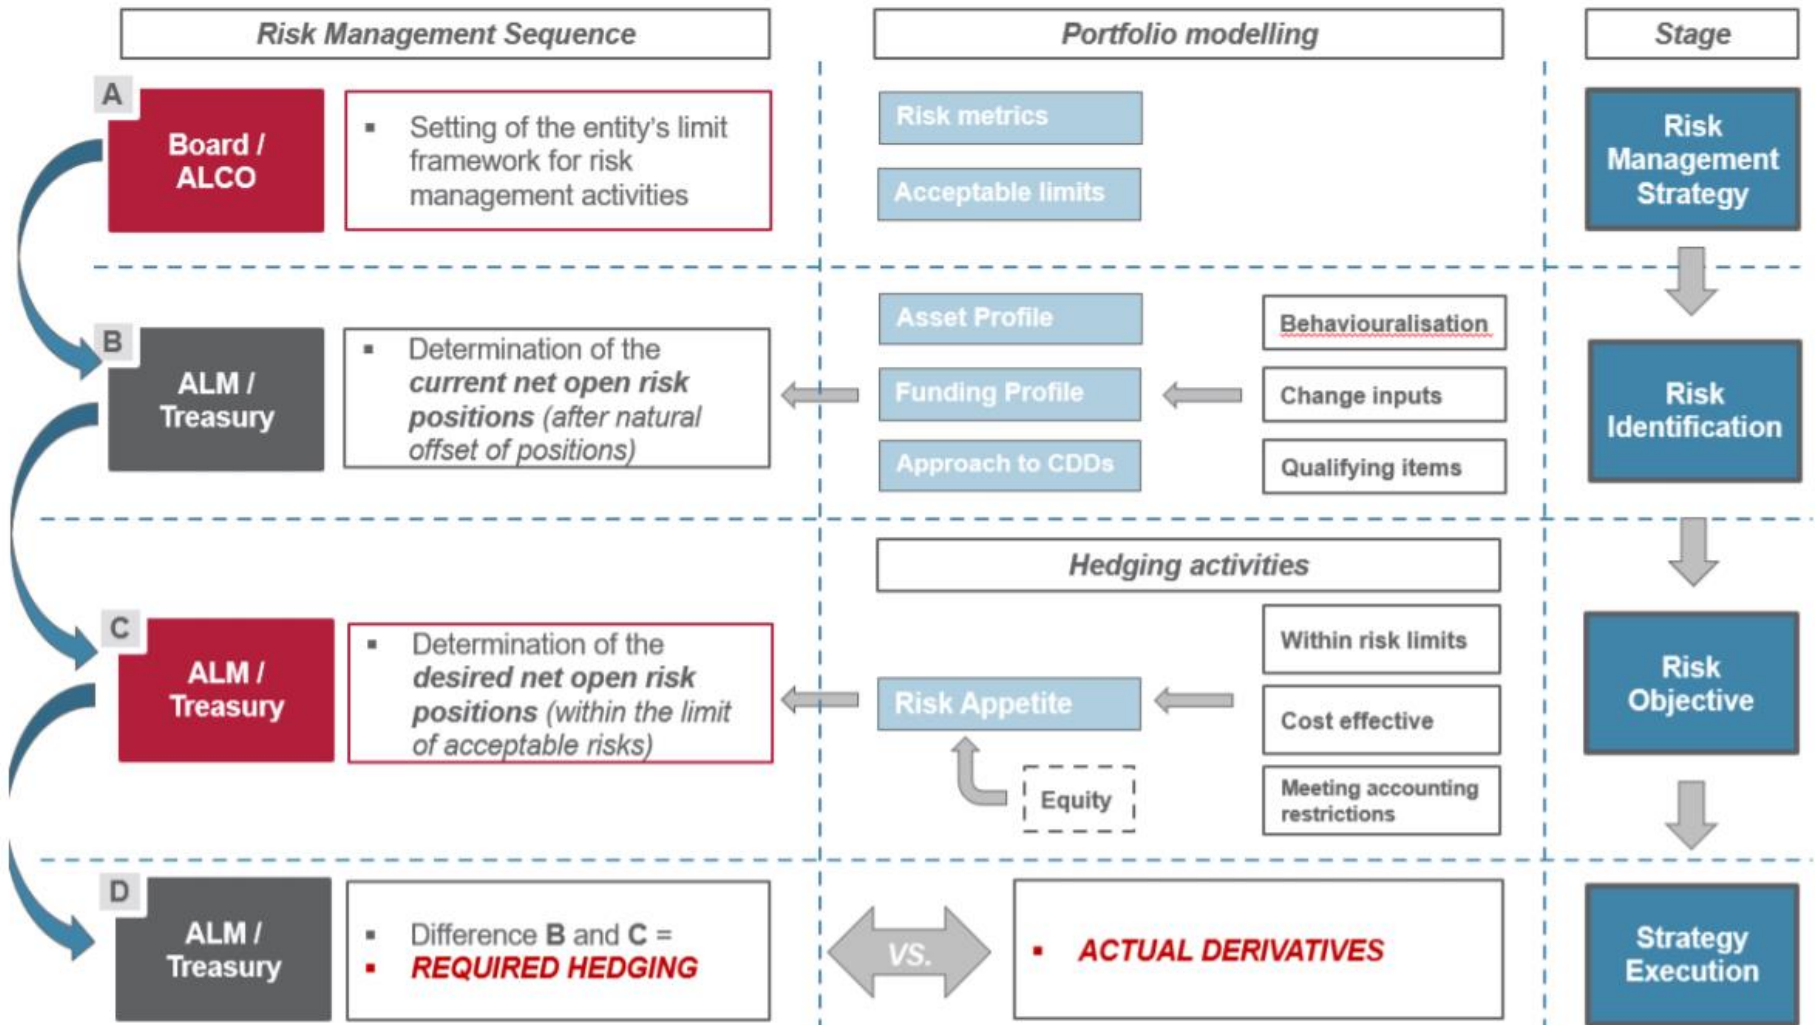 Risk Management Sequence
Portfolio modelling
Stage
A
Board /
ALCO
▪ Setting of the entity's limit
framework for risk
management activities
Risk metrics
Acceptable limits
Risk
Management
Strategy
B
ALM /
Treasury
▪ Determination of the
current net open risk
positions (after natural
offset of positions)
Asset Profile
Funding Profile
Approach to CDDs
Behaviouralisation
Change inputs
Qualifying items
Risk
Identification
Hedging activities
C
ALM /
Treasury
▪ Determination of the
desired net open risk
positions (within the limit
of acceptable risks)
Risk Appetite
Equity
Within risk limits
Cost effective
Meeting accounting
restrictions
Risk
Objective
D
ALM /
Treasury
▪ Difference B and C =
▪ REQUIRED HEDGING
VS.
▪ ACTUAL DERIVATIVES
Strategy
Execution